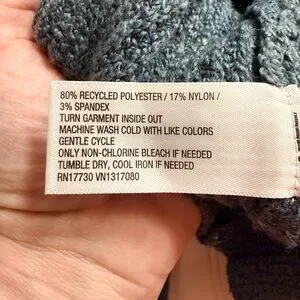 80% RECYCLED POLYESTER / 17% NYLON /
3% SPANDEX
TURN GARMENT INSIDE OUT
MACHINE WASH COLD WITH LIKE COLORS
GENTLE CYCLE
ONLY NON-CHLORINE BLEACH IF NEEDED
TUMBLE DRY, COOL IRON IF NEEDED
RN17730 VN1317080